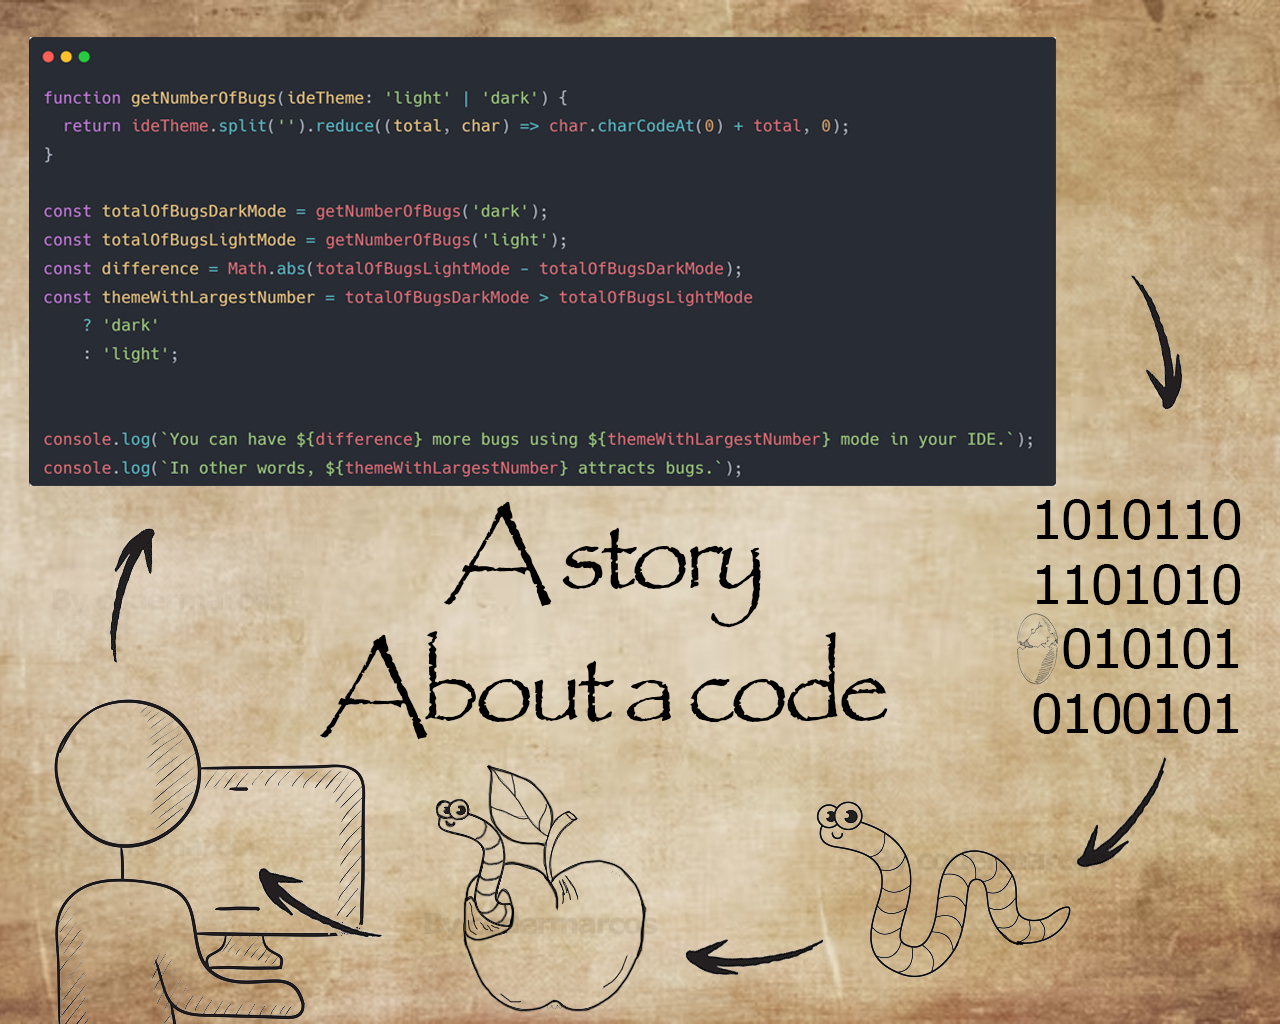 function getNumberOfBugs(ideTheme: 'light' | 'dark') {
  return ideTheme.split('').reduce((total, char) => char.charCodeAt(0) + total, 0);
}
const totalOfBugsDarkMode = getNumberOfBugs('dark');
const totalOfBugsLightMode = getNumberOfBugs('light');
const difference = Math.abs(totalOfBugsLightMode - totalOfBugsDarkMode);
const themeWithLargestNumber = totalOfBugsDarkMode > totalOfBugsLightMode
    ? 'dark'
    : 'light';
console.log(`You can have ${difference} more bugs using ${themeWithLargestNumber} mode in your IDE.`);
console.log(`In other words, ${themeWithLargestNumber} attracts bugs.`);
A story
About a code
1010110
1101010
010101
0100101